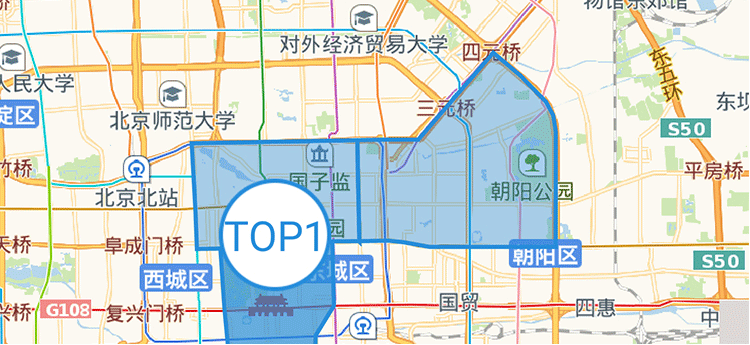 物馆东郊馆
对外经济贸易大学
四元桥
东五环
人民大学
三元桥
东坝
淀区
北京师范大学
S50
竹桥
国子监
平房桥
北京北站
朝阳公园
TOP1
园
天桥
阜成门桥
朝阳区
S50
西城区
东城区
兴桥
G108
复兴门桥
国贸
四惠
中